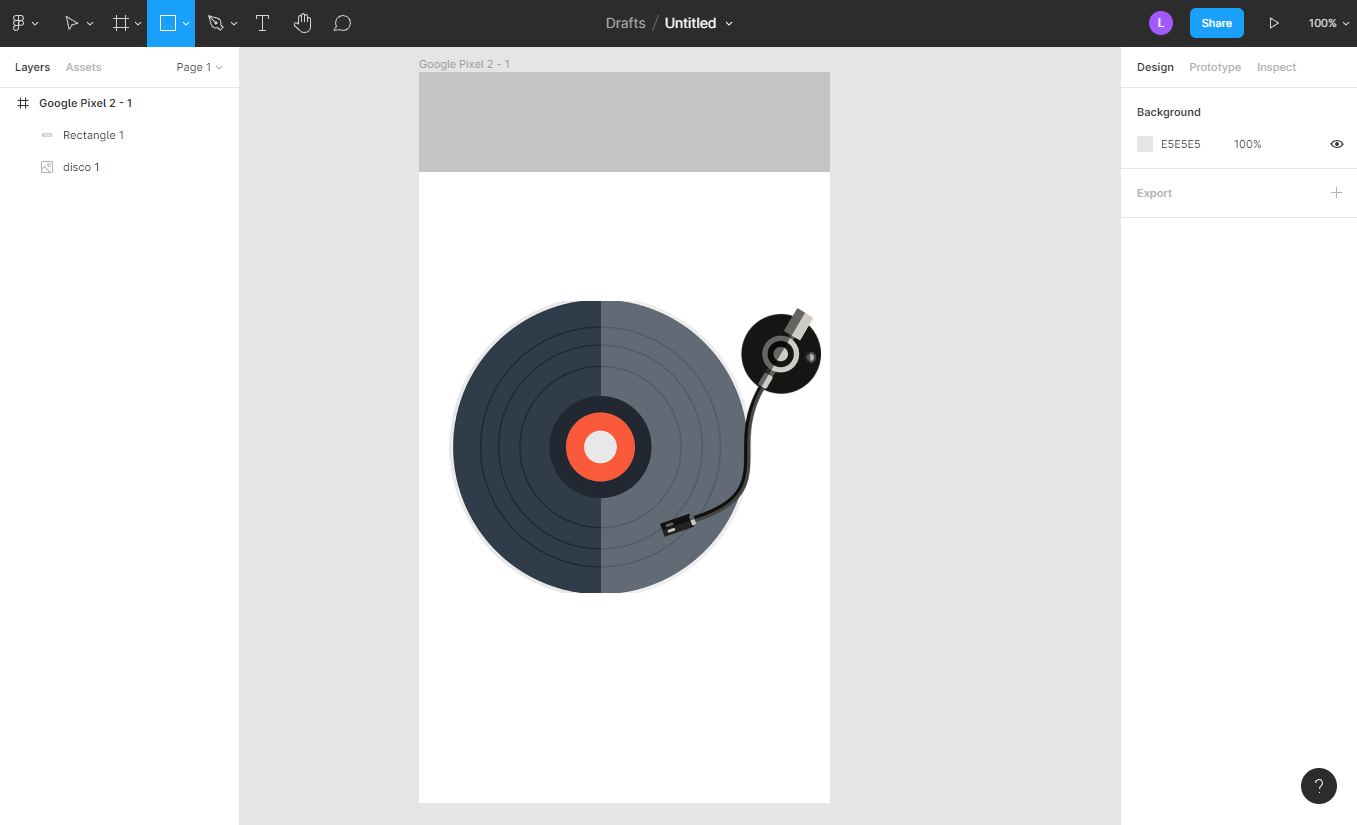 Drafts / Untitled
L
Share
100%
Layers
Assets
Page 1
Google Pixel 2 - 1
Rectangle 1
disco 1
Google Pixel 2 - 1
Design
Prototype
Inspect
Background
E5E5E5
100%
Export
?